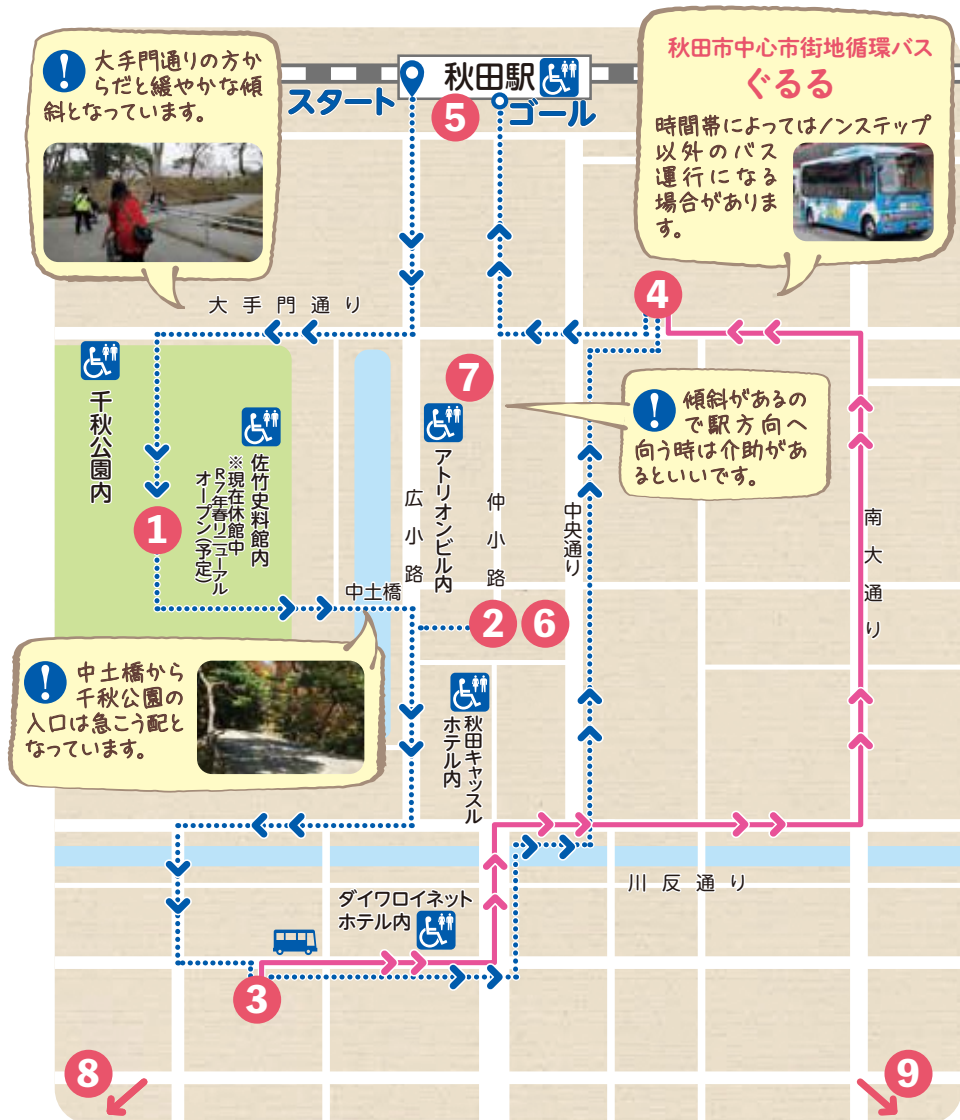 大手門通りの方か
らだと緩やかな傾
斜となっています。
スタート
秋田駅
5
ゴール
秋田市中心市街地循環バス
ぐるる
時間帯によってはノンステップ
以外のバス
運行になる
場合がありま
す。
大手門通り
4
千秋公園内
佐竹史料館内
※現在休館中
R7年春リニューアル
オープン(予定)
1
7
アトリオンビル内
広小路
仲小路
中央通り
傾斜があるの
で駅方向へ
向う時は介助があ
るといいです。
南大通り
中土橋
2
6
中土橋から
千秋公園の
入口は急こう配と
なっています。
秋田キャッスル
ホテル内
川反通り
ダイワロイネット
ホテル内
3
8
9